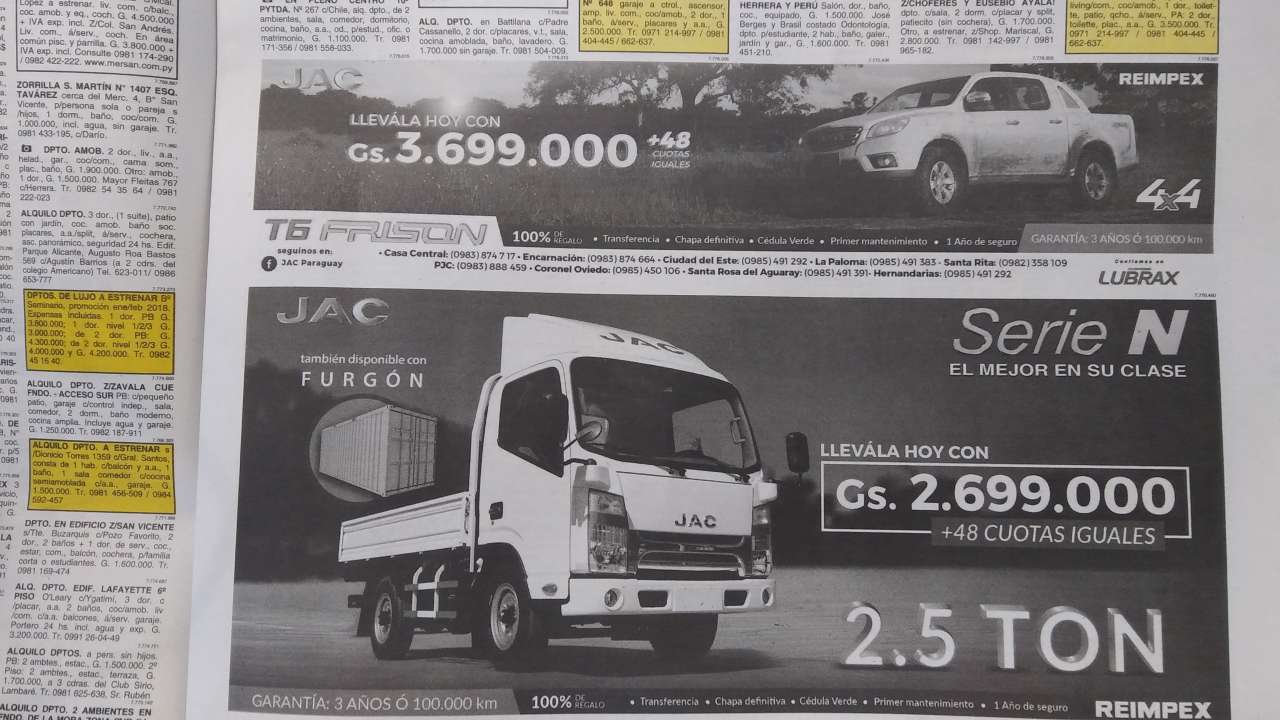 Lopez a estrenar. liv. com.,
coc. amob. y eq., coch. G. 4.500.000
+ IVA exp. inc. Z/Col. San Andrés.
Liv. com., á/serv., coch. En área
común pisc. y parrilla. G. 3.800.000 +
IVA exp. incl. Consulte 0981 174-290
/ 0982 422-222. www.mersan.com.py
ZORRILLA S. MARTÍN N° 1407 ESQ.
TAVÁREZ cerca del Merc. 4, B° San
Vicente, p/persona sola o pareja s
/hijos, 1 dorm., baño, coc/com. G.
1.000.000, incl. agua, sin garaje. Tr.
0981 433-195, c/Darío.
DPTO. AMOB. 2 dor., liv., a.a.,
helad., gar., coc/com., cama som.,
plac., baño, G. 1.900.000. Otro: amob.,
1 dor., G. 1.500.000. Mayor Fleitas 767
c/Herrera. Tr. 0982 54 35 64 / 0981
222-023
ALQUILO DPTO. 3 dor., (1 suite), patio
con jardín, coc. amob. baño soc.
placares, a.a./split, á/serv., cochera,
asc. panorámico, seguridad 24 hs. Edif.
Parque Alicante, Augusto Roa Bastos
569 c/Agustín Barrios (a 2 cdrs. del
colegio Americano) Tel. 623-011/ 0986
653-777
DPTOS. DE LUJO A ESTRENAR B°
Seminario, promoción ene/feb 2018.
Expensas incluidas. 1 dor. PB G.
3.800.000; 1 dor. nivel 1/2/3 G.
3.000.000; de 2 dor. PB: G.
4.300.000; de 2 dor. nivel 1/2/3 G.
4.000.000 y G. 4.200.000. Tr. 0982
45 16 40.
ALQUILO DPTO. Z/ZAVALA CUE
FNDO. - ACCESO SUR PB: c/pequeño
patio, garaje c/control indep., sala,
comedor, 2 dorm., baño moderno,
cocina amplia. Incluye agua y garaje.
G. 1.250.000. Tr. 0982 187-911
ALQUILO DPTO. A ESTRENAR s
/Dionicio Torres 1359 c/Gral. Santos,
consta de 1 hab. c/balcón y a.a., 1
baño, 1 sala comedor c/cocina
semiamoblada c/a.a., garaje. G.
1.500.000. Tr. 0981 456-509 / 0984
592-457
DPTO. EN EDIFICIO Z/SAN VICENTE
s/Tte. Buzarquis c/Pozo Favorito, 2
dor., 2 baños + 1 dor. de serv., coc.,
estar, com., balcón, cochera, p/familia
corta o estudiantes. G. 1.600.000. Tr.
0981 169-474
ALQ. DPTO. EDIF. LAFAYETTE 6°
PISO O'Leary c/Ygatimí, 3 dor. c
/placar, a.a. 2 baños, coc/amob. liv
/com. c/a.a. balcones, á/serv. garaje.
Portero 24 hs. incl. agua y exp. G.
3.200.000. Tr. 0991 26-04-49
ALQUILO DPTOS. a pers. sin hijos.
PB: 2 ambtes., estac., G. 1.500.000. 2°
Piso: 2 ambtes., estac., terraza, G.
1.700.000, a 3 cdras. del Club Sirio,
Lambaré. Tr. 0981 625-638, Sr. Rubén
ALQUILO DPTO. 2 AMBIENTES EN
PYTDA. N° 267 c/Chile, alq. dpto., de 2
ambientes, sala, comedor, dormitorio,
cocina, baño, a.a., cd., p/estud., ofic. o
matrimonio, G. 1.100.000. Tr. 0981
171-356 / 0981 558-033.
ALQ. DPTO. en Battilana c/Padre
Cassanello, 2 dor. c/placares, v.t., sala,
cocina amoblada, baño, lavadero. G.
1.700.000 sin garaje. Tr. 0981 504-009.
N° 646 garaje a ctrol., ascensor,
amp. liv. com., coc/amob., 2 dor., 1
baño, á/serv., placares y a.a., G.
2.500.000. Tr. 0971 214-997 / 0981
404-445 / 662-637.
HERRERA Y PERÚ Salón, dor., baño,
coc., equipado. G. 1.500.000. José
Berges y Brasil costado Odontología,
dpto. p/estudiante, 2 hab., baño, galer.,
jardín y gar., G. 1.600.000. Tr. 0981
451-210.
Z/CHOFERES Y EUSEBIO AYALA!
dpto. c/sala, 2 dorm. c/placar y split,
patiecito (sin cochera), G. 1.700.000.
Otro, a estrenar, z/Shop. Mariscal, G.
2.800.000. Tr. 0981 142-997 / 0981
965-182.
living/com., coc/amob., 1 dor., toilet-
te, patio, qcho., á/serv., PA: 2 dor.,
toilette, plac., a.a., G. 3.500.000. Tr.
0971 214-997 / 0981 404-445 /
662-637.
JAC
REIMPEX
LLEVÁLA HOY CON
Gs. 3.699.000 +48
CUOTAS
IGUALES
4x4
T6 FRISON
100% DE REGALO • Transferencia • Chapa definitiva • Cédula Verde • Primer mantenimiento • 1 Año de seguro
GARANTÍA: 3 AÑOS Ó 100.000 km
seguinos en:
JAC Paraguay
• Casa Central: (0983) 874 717 • Encarnación: (0983) 874 664 • Ciudad del Este: (0985) 491 292 • La Paloma: (0985) 491 383 • Santa Rita: (0982) 358 109
PJC: (0983) 888 459 • Coronel Oviedo: (0985) 450 106 • Santa Rosa del Aguaray: (0985) 491 391 • Hernandarias: (0985) 491 292
Confiamos en
LUBRAX
JAC
también disponible con
FURGÓN
JAC
JAC
Serie N
EL MEJOR EN SU CLASE
LLEVÁLA HOY CON
Gs. 2.699.000
+48 CUOTAS IGUALES
2.5 TON
GARANTÍA: 3 AÑOS Ó 100.000 km
100% DE REGALO • Transferencia • Chapa definitiva • Cédula Verde • Primer mantenimiento • 1 Año de seguro
REIMPEX